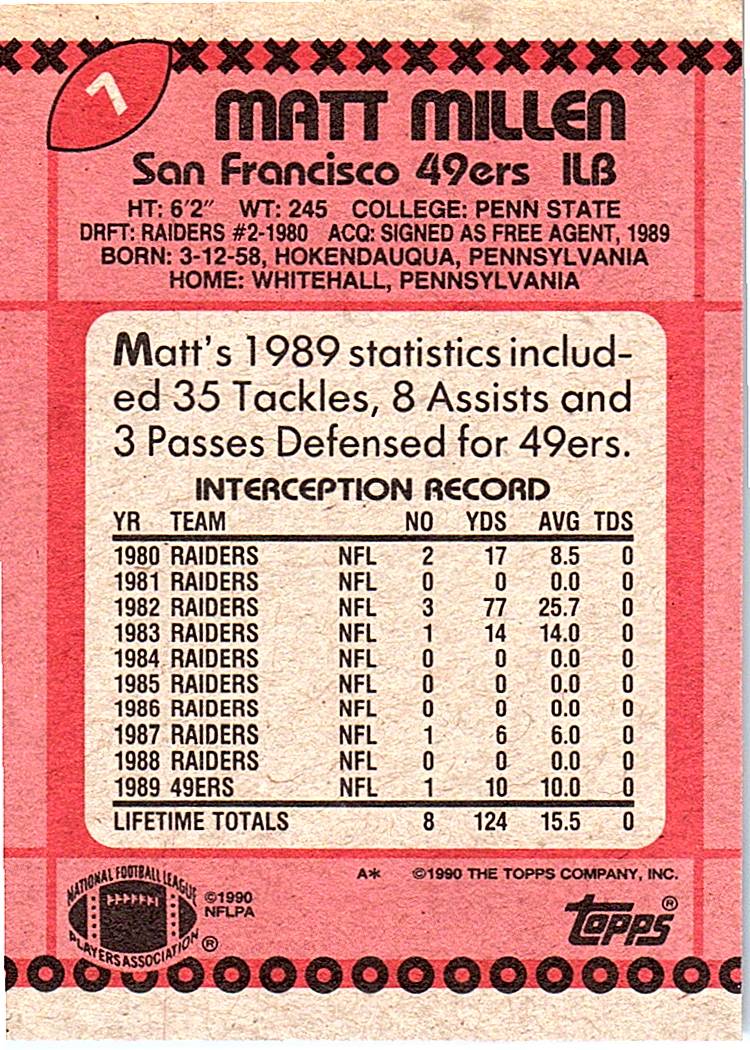 7
MATT MILLEN
San Francisco 49ers ILB
HT: 6'2" WT: 245 COLLEGE: PENN STATE
DRFT: RAIDERS #2-1980 ACQ: SIGNED AS FREE AGENT, 1989
BORN: 3-12-58, HOKENDAUQUA, PENNSYLVANIA
HOME: WHITEHALL, PENNSYLVANIA
Matt's 1989 statistics includ-
ed 35 Tackles, 8 Assists and
3 Passes Defensed for 49ers.
INTERCEPTION RECORD
YR TEAM NO YDS AVG TDS
1980 RAIDERS NFL 2 17 8.5 0
1981 RAIDERS NFL 0 0 0.0 0
1982 RAIDERS NFL 3 77 25.7 0
1983 RAIDERS NFL 1 14 14.0 0
1984 RAIDERS NFL 0 0 0.0 0
1985 RAIDERS NFL 0 0 0.0 0
1986 RAIDERS NFL 0 0 0.0 0
1987 RAIDERS NFL 1 6 6.0 0
1988 RAIDERS NFL 0 0 0.0 0
1989 49ERS NFL 1 10 10.0 0
LIFETIME TOTALS 8 124 15.5 0
A* ©1990 THE TOPPS COMPANY, INC.
NATIONAL FOOTBALL LEAGUE
PLAYERS ASSOCIATION ®
©1990
NFLPA
topps ®